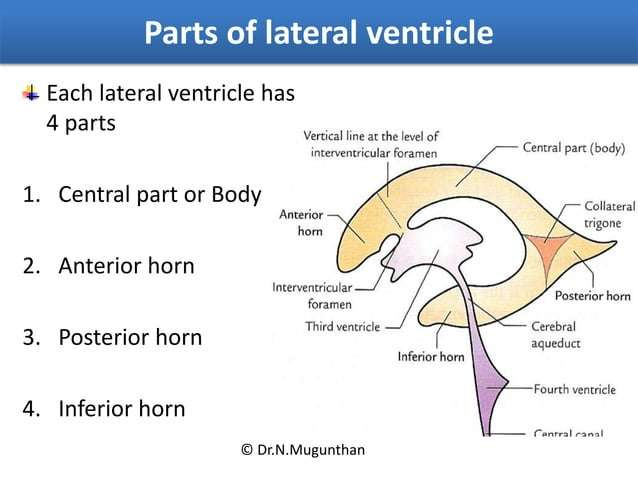 Parts of lateral ventricle
Each lateral ventricle has
4 parts
1. Central part or Body
2. Anterior horn
3. Posterior horn
4. Inferior horn
Vertical line at the level of
interventricular foramen
Central part (body)
Anterior
horn
Collateral
trigone
Interventricular
foramen
Posterior horn
Third ventricle
Cerebral
aqueduct
Inferior horn
Fourth ventricle
Central canal
© Dr.N.Mugunthan